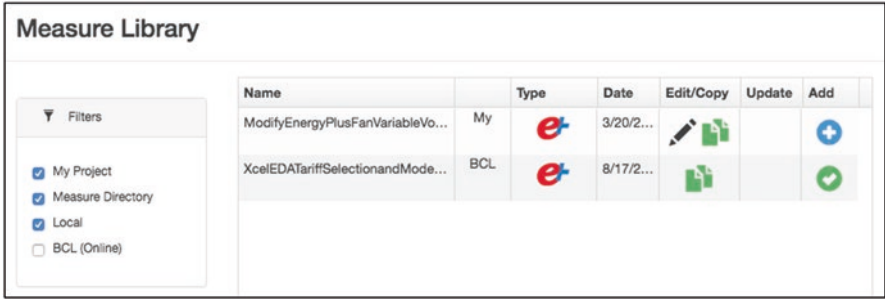 Measure Library
Filters
My Project
Measure Directory
Local
BCL (Online)
Name Type Date Edit/Copy Update Add
ModifyEnergyPlusFanVariableVo... My e+ 3/20/2...
XcelEDATariffSelectionandMode... BCL e+ 8/17/2...